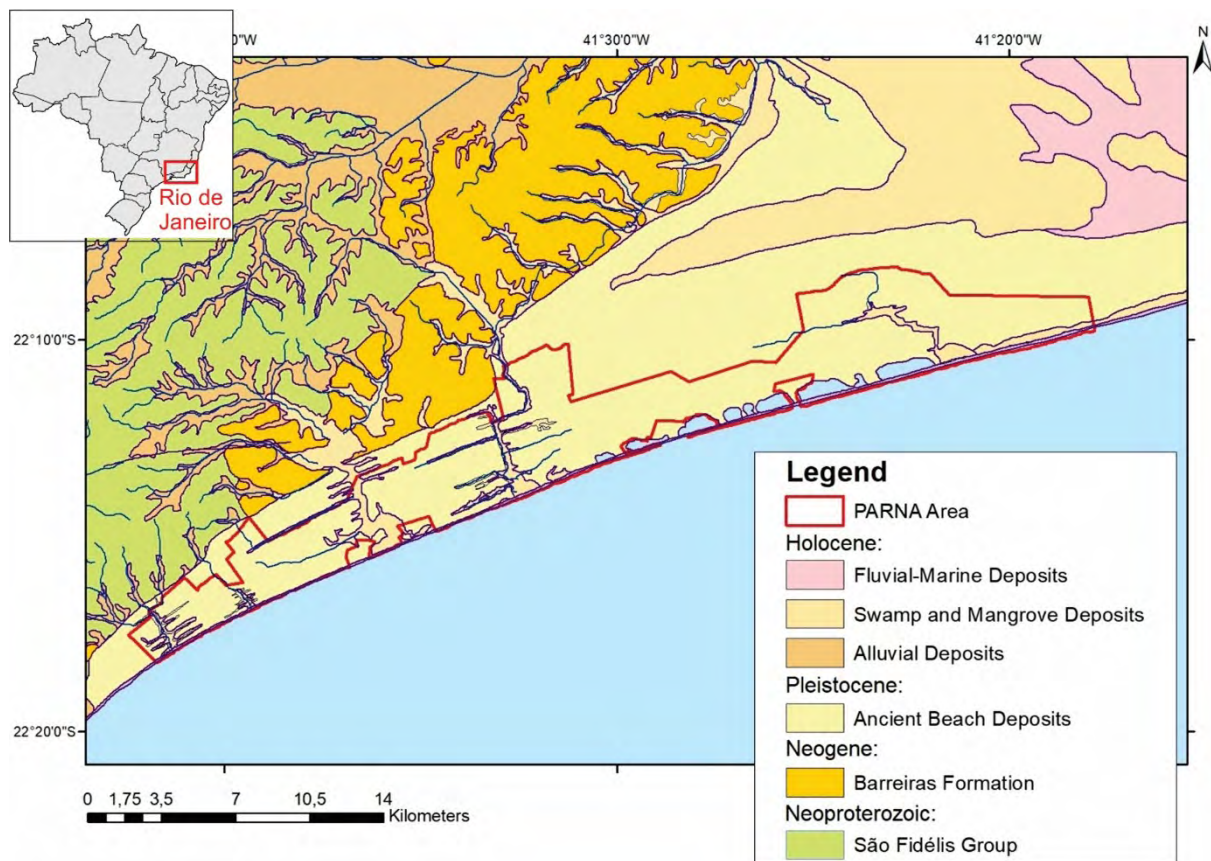 0"W
41°30'0"W
41°20'0"W
N
Rio de
Janeiro
22°10'0"S
22°20'0"S
Legend
PARNA Area
Holocene:
Fluvial-Marine Deposits
Swamp and Mangrove Deposits
Alluvial Deposits
Pleistocene:
Ancient Beach Deposits
Neogene:
Barreiras Formation
Neoproterozoic:
São Fidélis Group
0 1,75 3,5 7 10,5 14
Kilometers